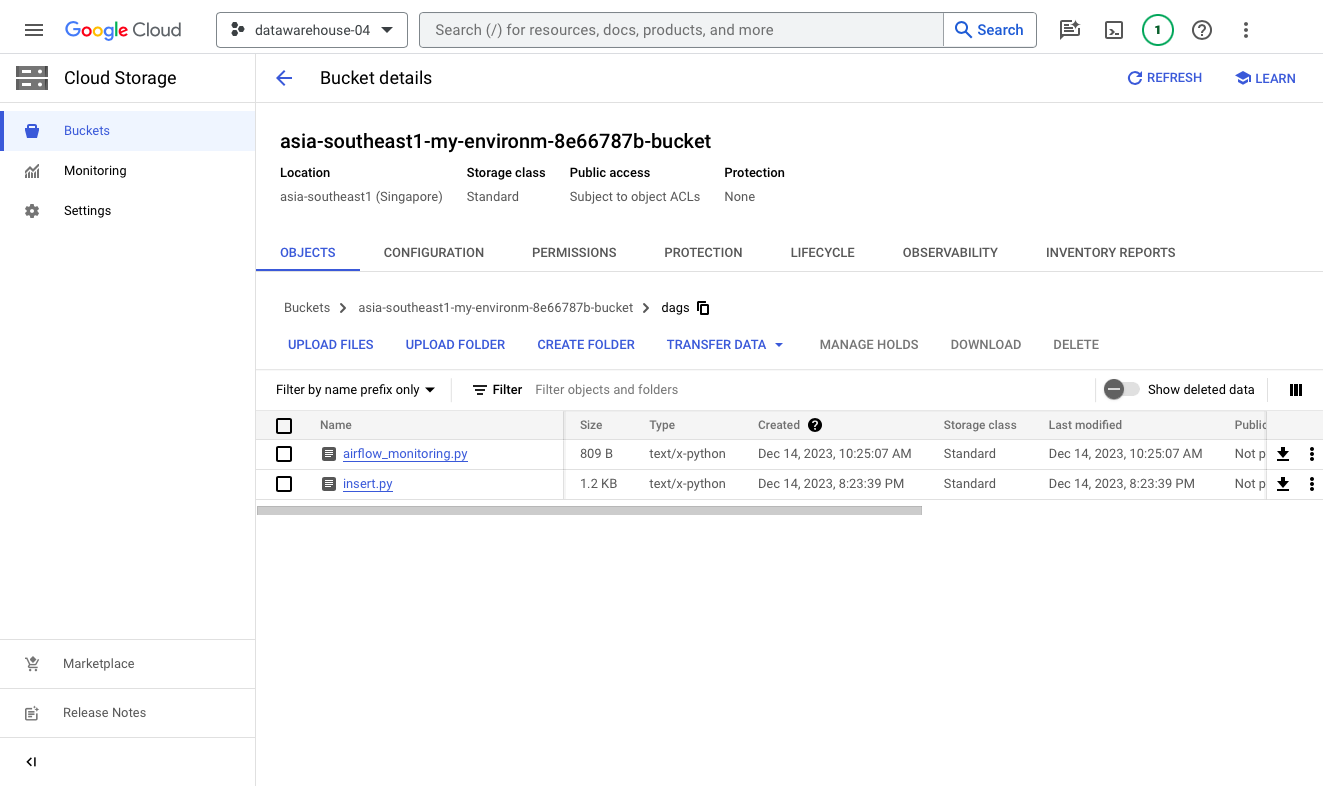 Google Cloud
datawarehouse-04
Search (/) for resources, docs, products, and more
Search
1
Cloud Storage
Bucket details
REFRESH
LEARN
Buckets
Monitoring
Settings
Marketplace
Release Notes
asia-southeast1-my-environm-8e66787b-bucket
Location Storage class Public access Protection
asia-southeast1 (Singapore) Standard Subject to object ACLs None
OBJECTS CONFIGURATION PERMISSIONS PROTECTION LIFECYCLE OBSERVABILITY INVENTORY REPORTS
Buckets asia-southeast1-my-environm-8e66787b-bucket dags
UPLOAD FILES UPLOAD FOLDER CREATE FOLDER TRANSFER DATA MANAGE HOLDS DOWNLOAD DELETE
Filter by name prefix only Filter Filter objects and folders Show deleted data
Name Size Type Created Storage class Last modified Public
airflow_monitoring.py 809 B text/x-python Dec 14, 2023, 10:25:07 AM Standard Dec 14, 2023, 10:25:07 AM Not p
insert.py 1.2 KB text/x-python Dec 14, 2023, 8:23:39 PM Standard Dec 14, 2023, 8:23:39 PM Not p